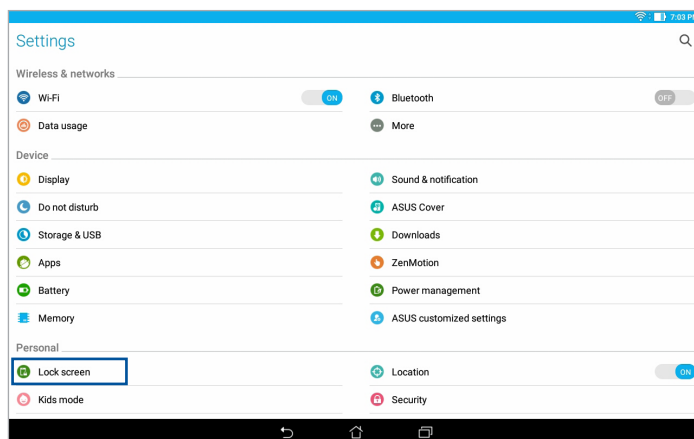 7:03 PM
Settings
Wireless & networks
Wi-Fi ON Bluetooth OFF
Data usage More
Device
Display Sound & notification
Do not disturb ASUS Cover
Storage & USB Downloads
Apps ZenMotion
Battery Power management
Memory ASUS customized settings
Personal
Lock screen Location ON
Kids mode Security